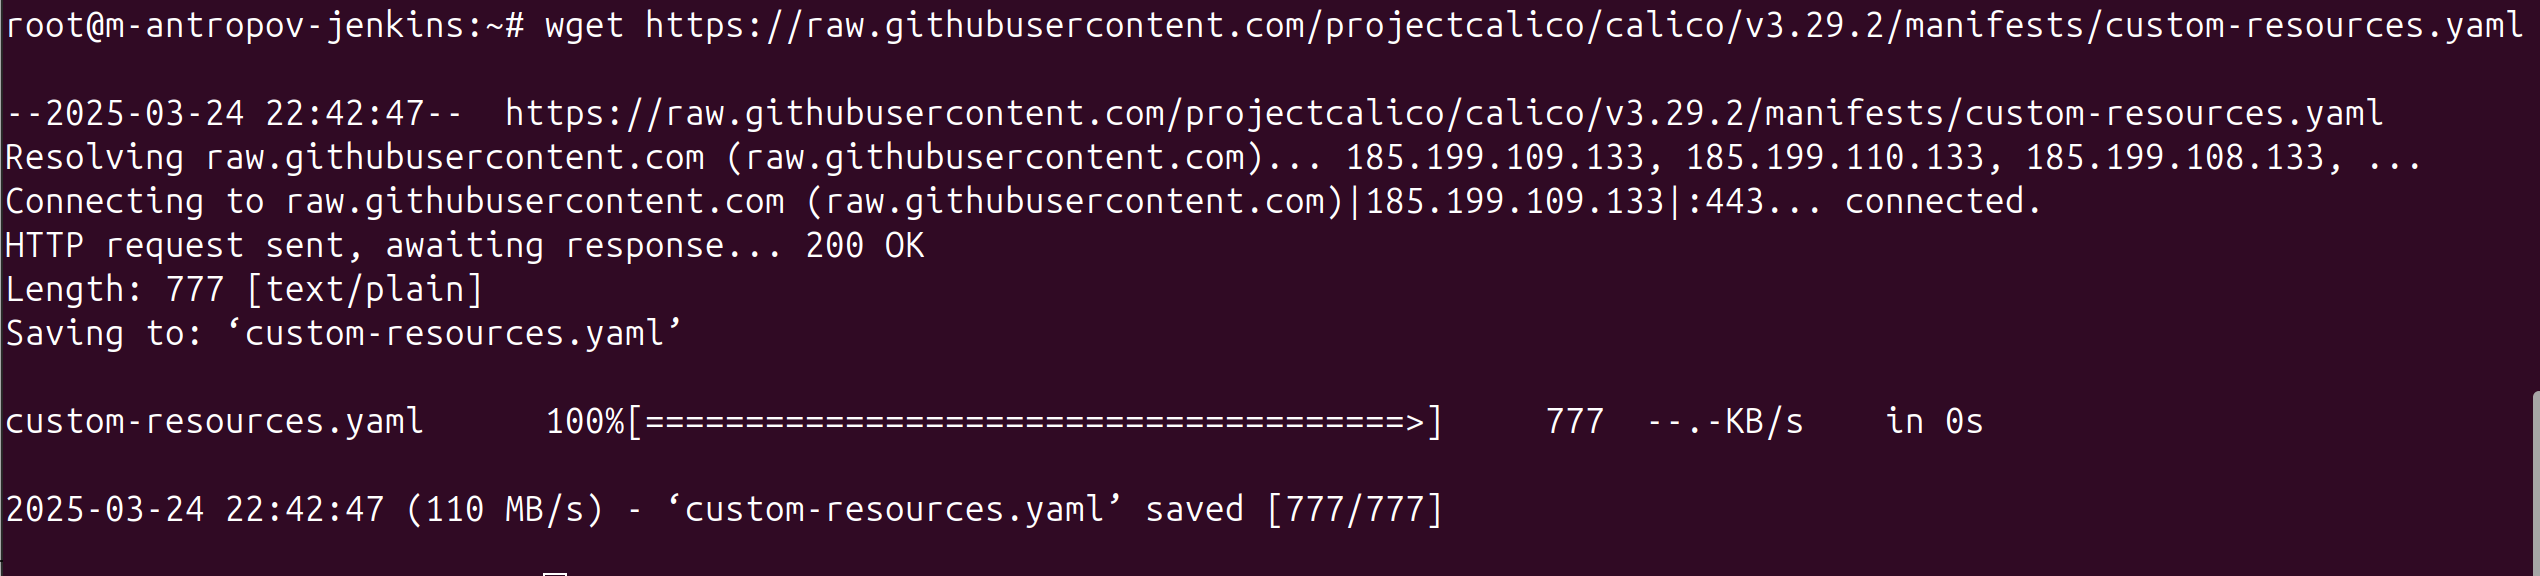 root@m-antropov-jenkins:~# wget https://raw.githubusercontent.com/projectcalico/calico/v3.29.2/manifests/custom-resources.yaml
--2025-03-24 22:42:47--  https://raw.githubusercontent.com/projectcalico/calico/v3.29.2/manifests/custom-resources.yaml
Resolving raw.githubusercontent.com (raw.githubusercontent.com)... 185.199.109.133, 185.199.110.133, 185.199.108.133, ...
Connecting to raw.githubusercontent.com (raw.githubusercontent.com)|185.199.109.133|:443... connected.
HTTP request sent, awaiting response... 200 OK
Length: 777 [text/plain]
Saving to: ‘custom-resources.yaml’
custom-resources.yaml      100%[======================================>]     777  --.-KB/s    in 0s
2025-03-24 22:42:47 (110 MB/s) - ‘custom-resources.yaml’ saved [777/777]